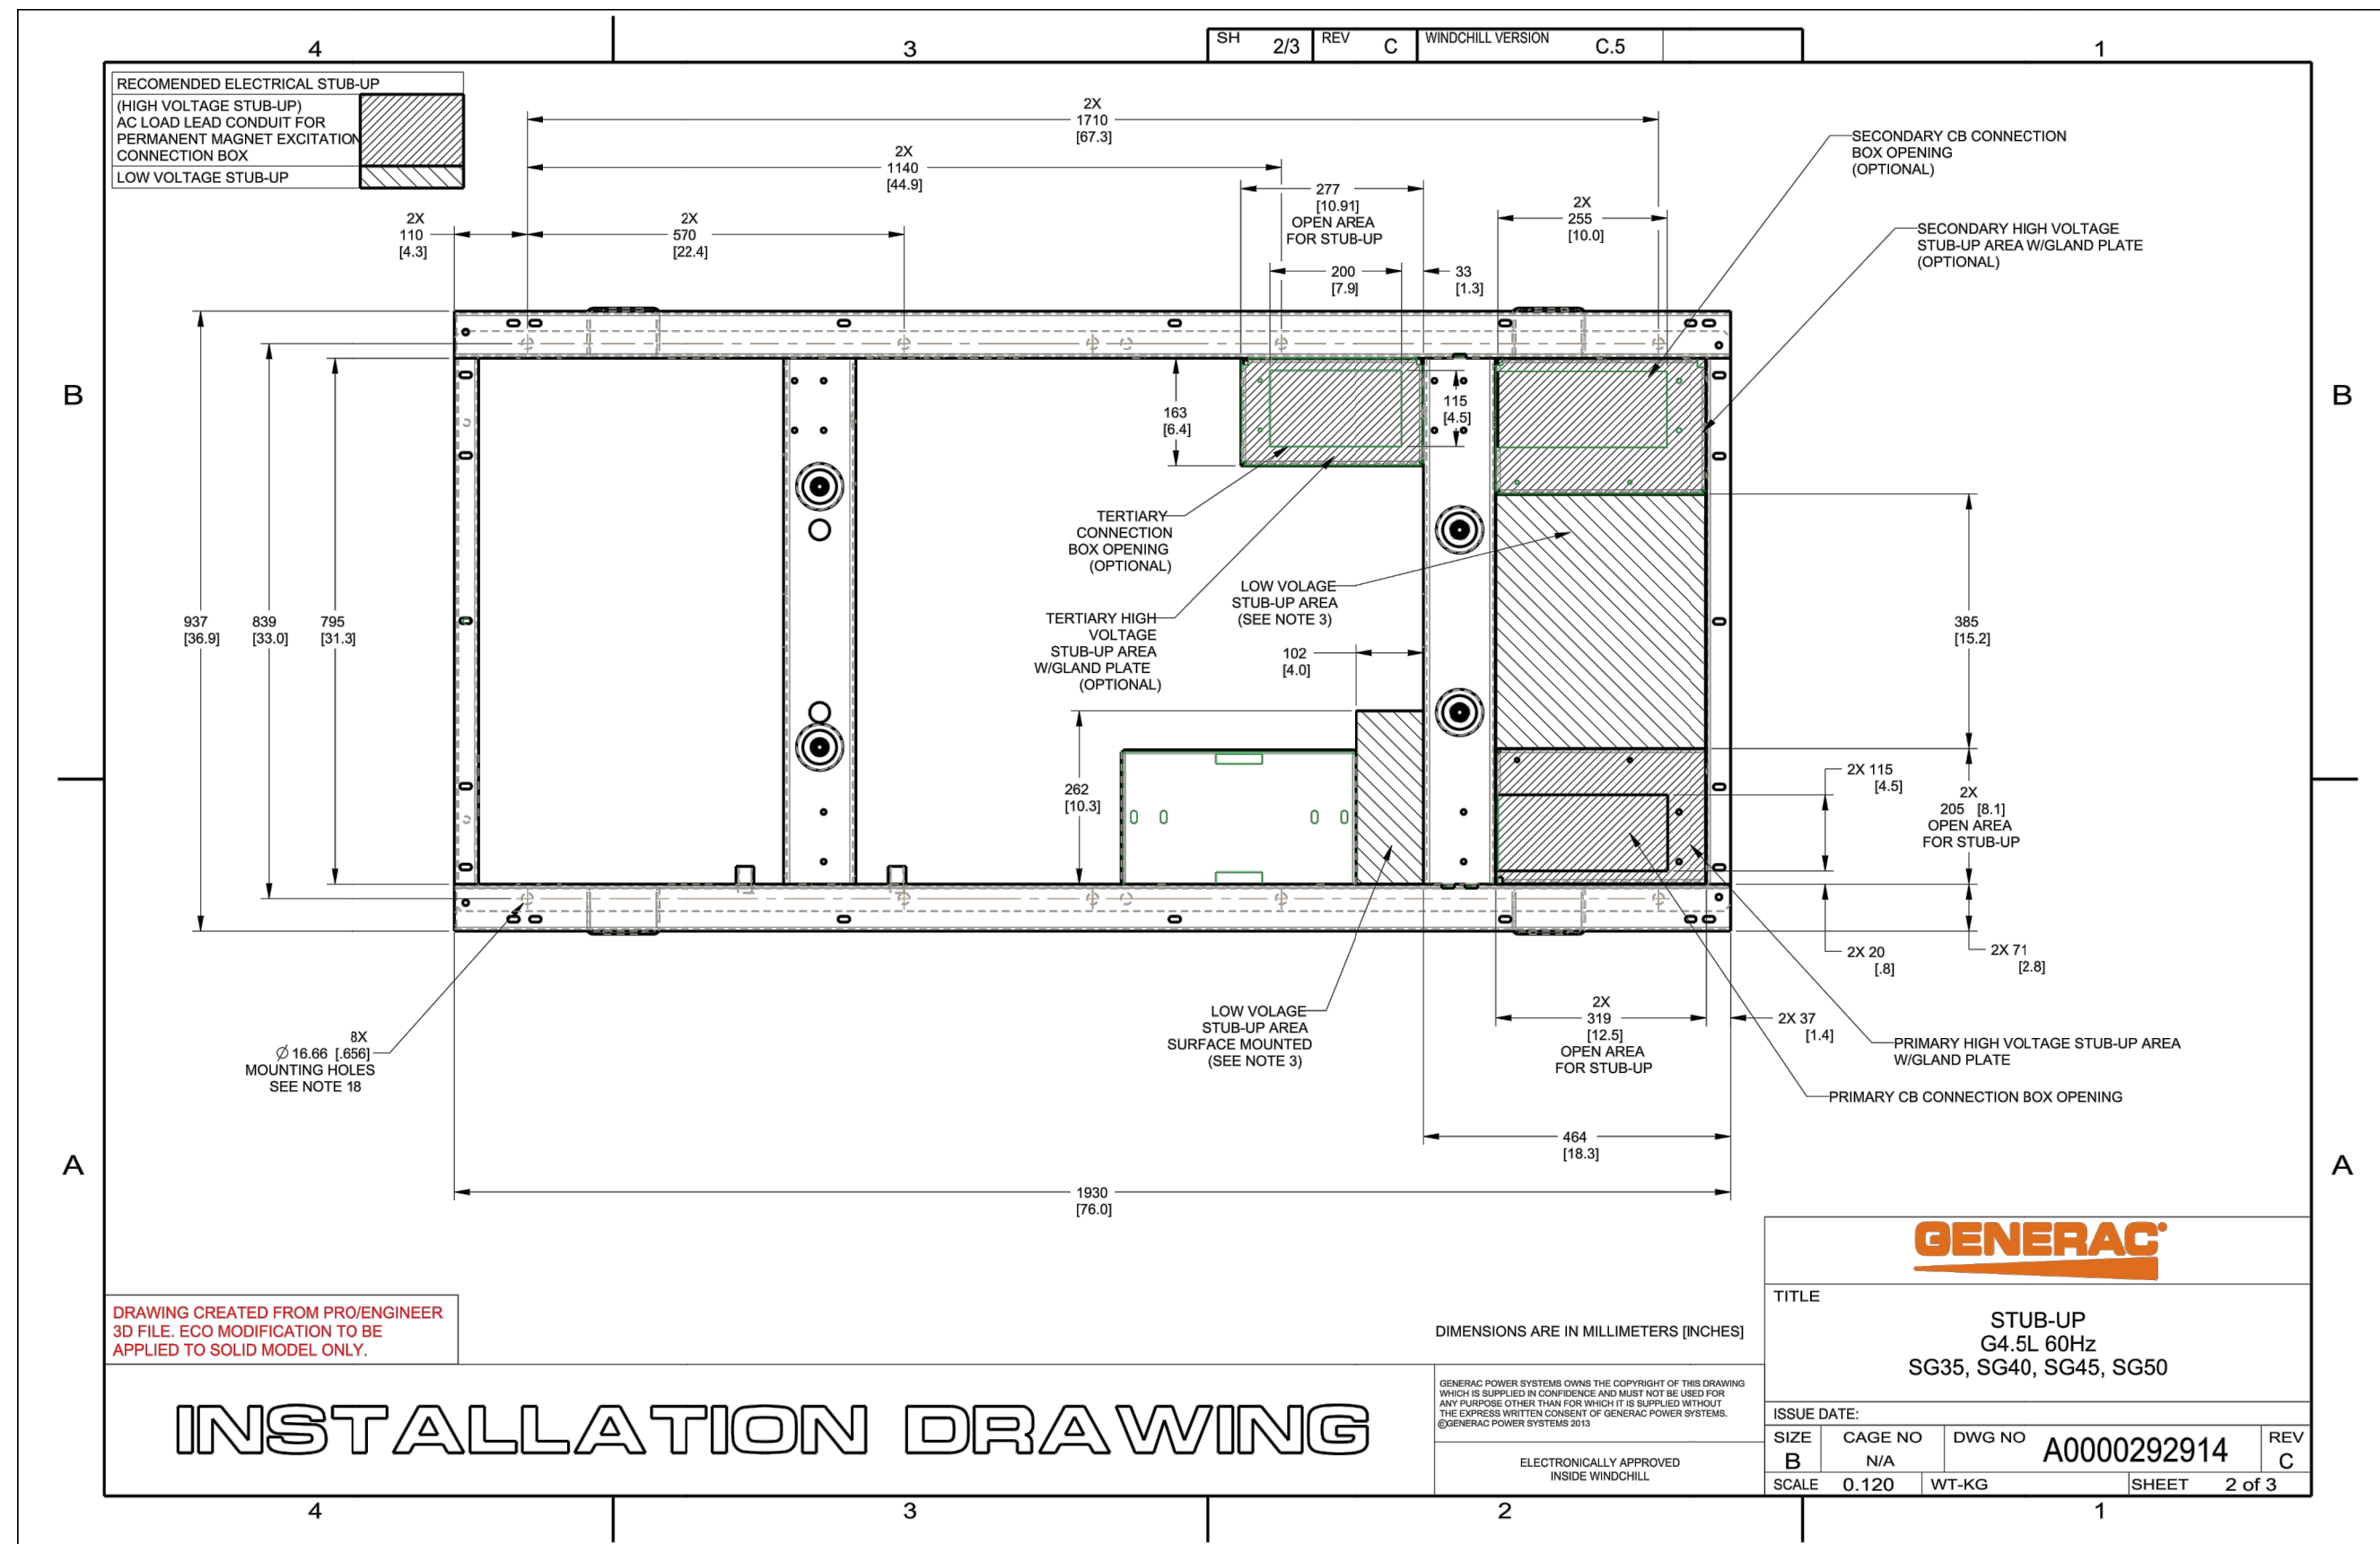 4
3
SH 2/3
REV C
WINDCHILL VERSION C.5
1
RECOMENDED ELECTRICAL STUB-UP
(HIGH VOLTAGE STUB-UP)
AC LOAD LEAD CONDUIT FOR
PERMANENT MAGNET EXCITATION
CONNECTION BOX
LOW VOLTAGE STUB-UP
2X
1710
[67.3]
2X
1140
[44.9]
2X
110
[4.3]
2X
570
[22.4]
277
[10.91]
OPEN AREA
FOR STUB-UP
200
[7.9]
33
[1.3]
2X
255
[10.0]
SECONDARY CB CONNECTION
BOX OPENING
(OPTIONAL)
SECONDARY HIGH VOLTAGE
STUB-UP AREA W/GLAND PLATE
(OPTIONAL)
B
B
163
[6.4]
115
[4.5]
TERTIARY
CONNECTION
BOX OPENING
(OPTIONAL)
LOW VOLAGE
STUB-UP AREA
(SEE NOTE 3)
TERTIARY HIGH
VOLTAGE
STUB-UP AREA
W/GLAND PLATE
(OPTIONAL)
102
[4.0]
937
[36.9]
839
[33.0]
795
[31.3]
385
[15.2]
262
[10.3]
2X 115
[4.5]
2X
205 [8.1]
OPEN AREA
FOR STUB-UP
2X 20
[.8]
2X 71
[2.8]
2X
319
[12.5]
OPEN AREA
FOR STUB-UP
2X 37
[1.4]
LOW VOLAGE
STUB-UP AREA
SURFACE MOUNTED
(SEE NOTE 3)
8X
Ø 16.66 [.656]
MOUNTING HOLES
SEE NOTE 18
PRIMARY HIGH VOLTAGE STUB-UP AREA
W/GLAND PLATE
PRIMARY CB CONNECTION BOX OPENING
464
[18.3]
A
A
1930
[76.0]
DRAWING CREATED FROM PRO/ENGINEER
3D FILE. ECO MODIFICATION TO BE
APPLIED TO SOLID MODEL ONLY.
DIMENSIONS ARE IN MILLIMETERS [INCHES]
INSTALLATION DRAWING
GENERAC POWER SYSTEMS OWNS THE COPYRIGHT OF THIS DRAWING
WHICH IS SUPPLIED IN CONFIDENCE AND MUST NOT BE USED FOR
ANY PURPOSE OTHER THAN FOR WHICH IT IS SUPPLIED WITHOUT
THE EXPRESS WRITTEN CONSENT OF GENERAC POWER SYSTEMS.
©GENERAC POWER SYSTEMS 2013
ELECTRONICALLY APPROVED
INSIDE WINDCHILL
GENERAC
TITLE
STUB-UP
G4.5L 60Hz
SG35, SG40, SG45, SG50
ISSUE DATE:
SIZE B
CAGE NO N/A
DWG NO A0000292914
REV C
SCALE 0.120
WT-KG
SHEET 2 of 3
4
3
2
1